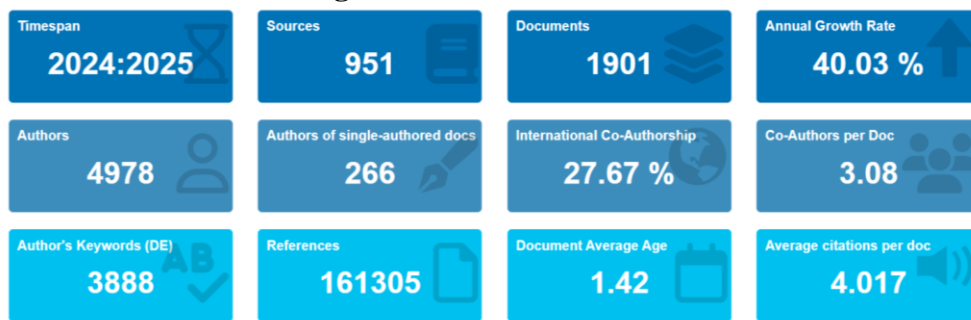 Timespan
2024:2025
Sources
951
Documents
1901
Annual Growth Rate
40.03 %
Authors
4978
Authors of single-authored docs
266
International Co-Authorship
27.67 %
Co-Authors per Doc
3.08
Author's Keywords (DE)
3888
AB
References
161305
Document Average Age
1.42
Average citations per doc
4.017